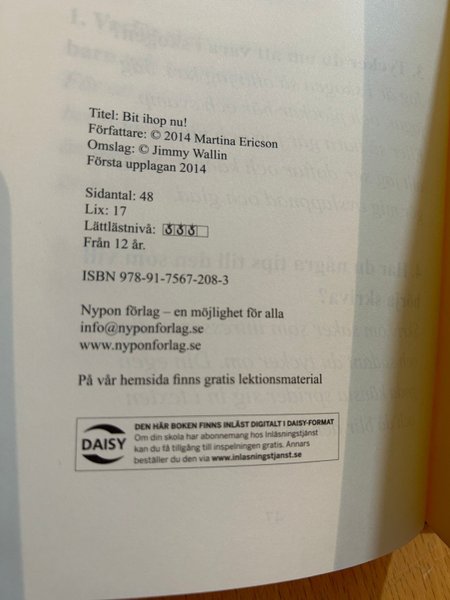 Titel: Bit ihop nu!
Författare: © 2014 Martina Ericson
Omslag: © Jimmy Wallin
Första upplagan 2014
Sidantal: 48
Lix: 17
Lättlästnivå:
Från 12 år.
ISBN 978-91-7567-208-3
Nypon förlag – en möjlighet för alla
info@nyponforlag.se
www.nyponforlag.se
På vår hemsida finns gratis lektionsmaterial
DAISY
DEN HÄR BOKEN FINNS INLÄST DIGITALT I DAISY-FORMAT
Om din skola har abonnemang hos Inläsningstjänst
kan du få tillgång till inspelningen gratis. Annars
beställer du den via www.inlasningstjanst.se